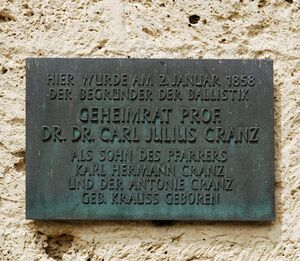 HIER WURDE AM 2. JANUAR 1858
DER BEGRÜNDER DER BALLISTIK
GEHEIMRAT PROF.
DR. DR. CARL JULIUS CRANZ
ALS SOHN DES PFARRERS
KARL HERMANN CRANZ
UND DER ANTONIE CRANZ
GEB. KRAUSS GEBOREN